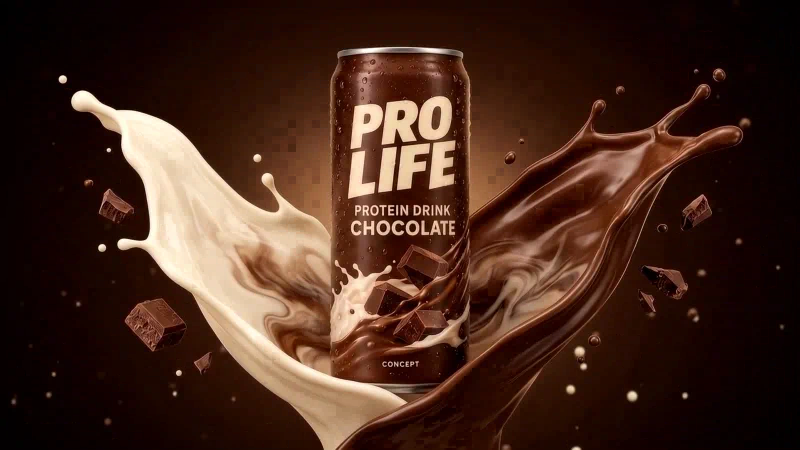 PRO
LIFE
PROTEIN DRINK
CHOCOLATE
CONCEPT